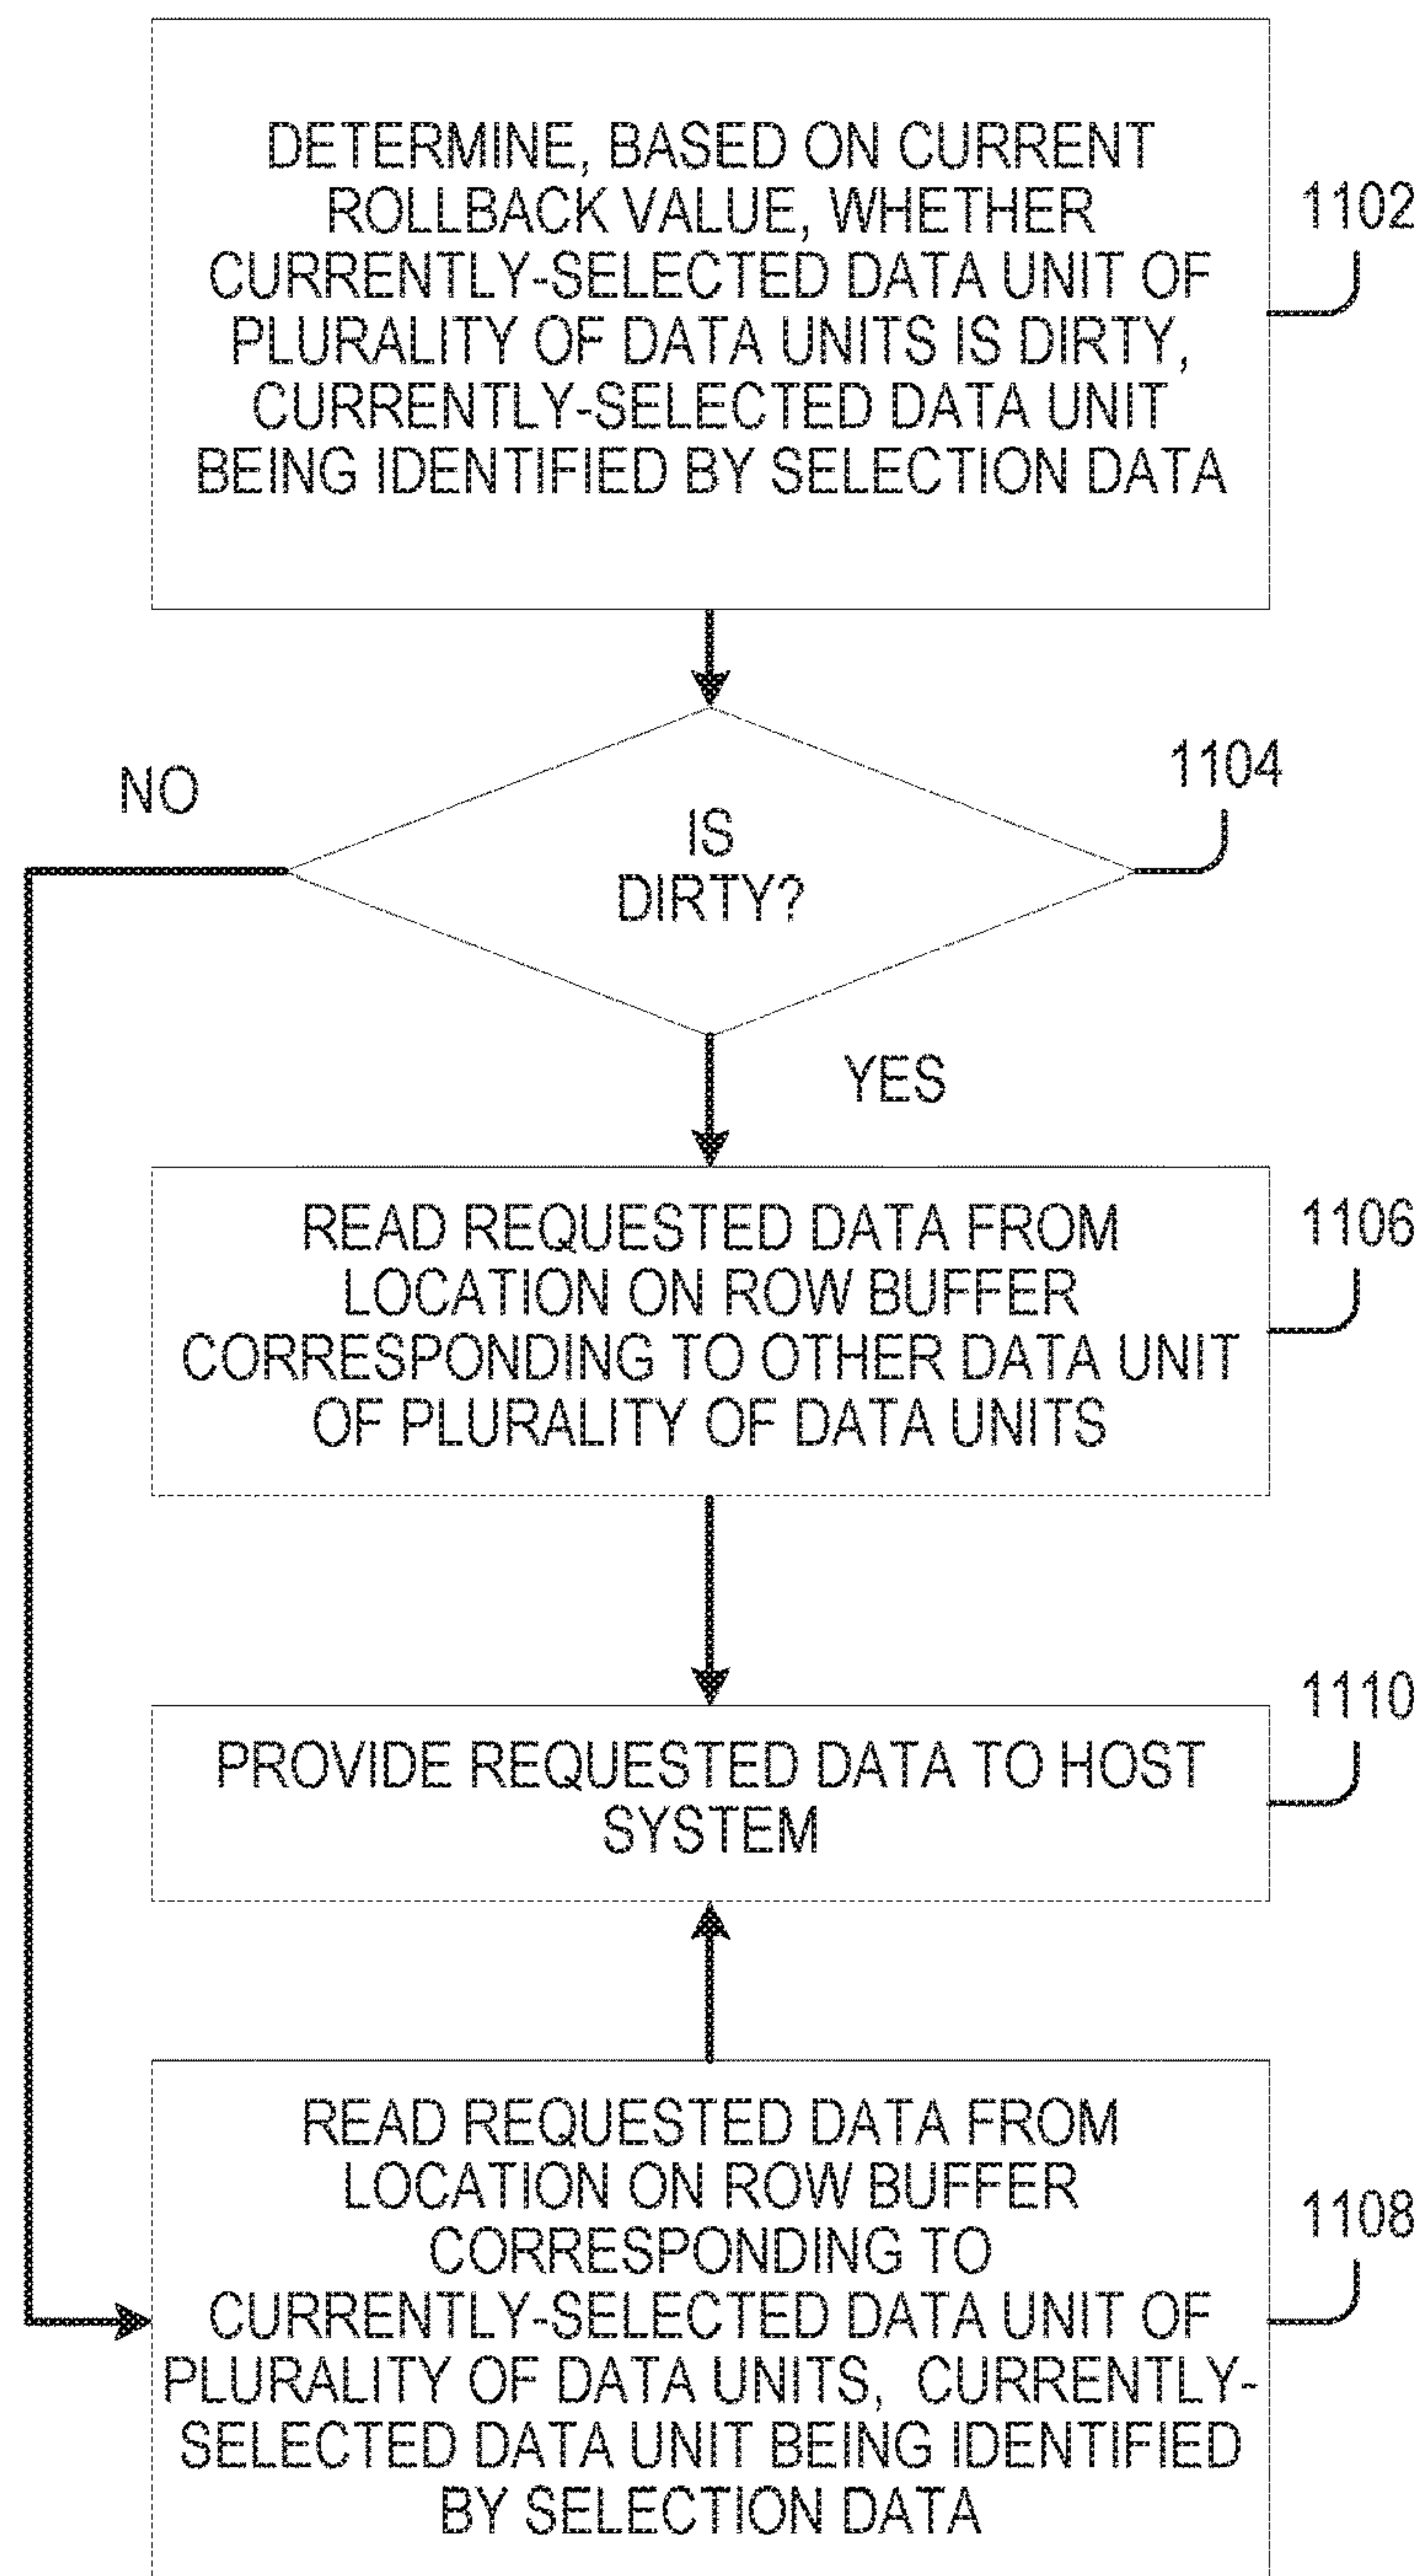 DETERMINE, BASED ON CURRENT
ROLLBACK VALUE, WHETHER
CURRENTLY-SELECTED DATA UNIT OF
PLURALITY OF DATA UNITS IS DIRTY,
CURRENTLY-SELECTED DATA UNIT
BEING IDENTIFIED BY SELECTION DATA
1102
NO
IS
DIRTY?
1104
YES
READ REQUESTED DATA FROM
LOCATION ON ROW BUFFER
CORRESPONDING TO OTHER DATA UNIT
OF PLURALITY OF DATA UNITS
1106
PROVIDE REQUESTED DATA TO HOST
SYSTEM
1110
READ REQUESTED DATA FROM
LOCATION ON ROW BUFFER
CORRESPONDING TO
CURRENTLY-SELECTED DATA UNIT OF
PLURALITY OF DATA UNITS, CURRENTLY-
SELECTED DATA UNIT BEING IDENTIFIED
BY SELECTION DATA
1108